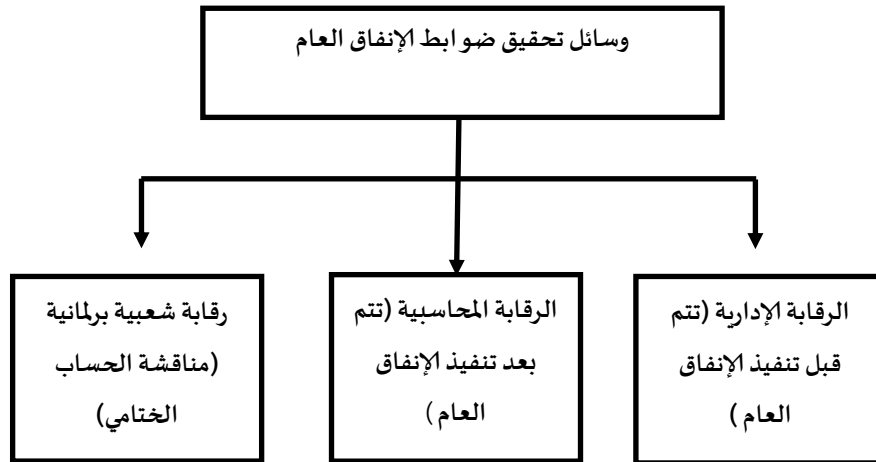 وسائل تحقيق ضوابط الإنفاق العام
الرقابة الإدارية (تتم
قبل تنفيذ الإنفاق
العام )
الرقابة المحاسبية (تتم
بعد تنفيذ الإنفاق
العام )
رقابة شعبية برلمانية
(مناقشة الحساب
الختامي)